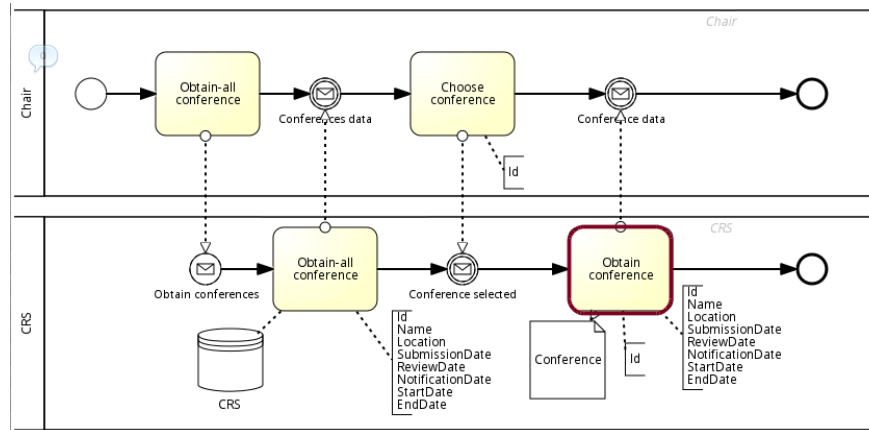 Chair
Chair
Obtain-all
conference
Conferences data
Choose
conference
Conference data
Id
CRS
CRS
Obtain conferences
Obtain-all
conference
Conference selected
Obtain
conference
CRS
Id
Name
Location
SubmissionDate
ReviewDate
NotificationDate
StartDate
EndDate
Conference
Id
Id
Name
Location
SubmissionDate
ReviewDate
NotificationDate
StartDate
EndDate